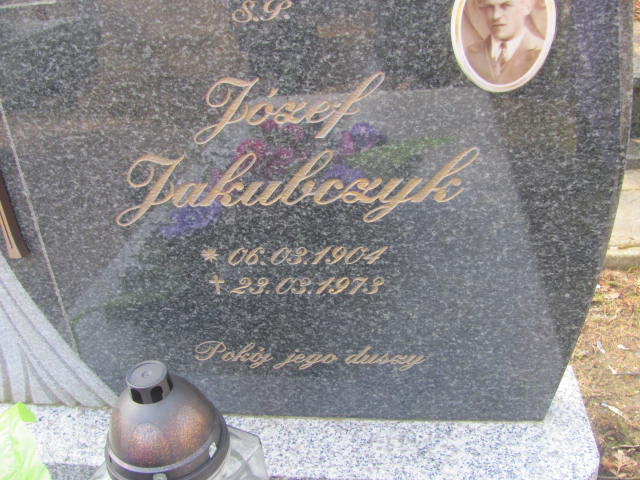 Ś.P.
Józef
Jakubczyk
* 06.03.1904
† 23.03.1973
Pokój jego duszy